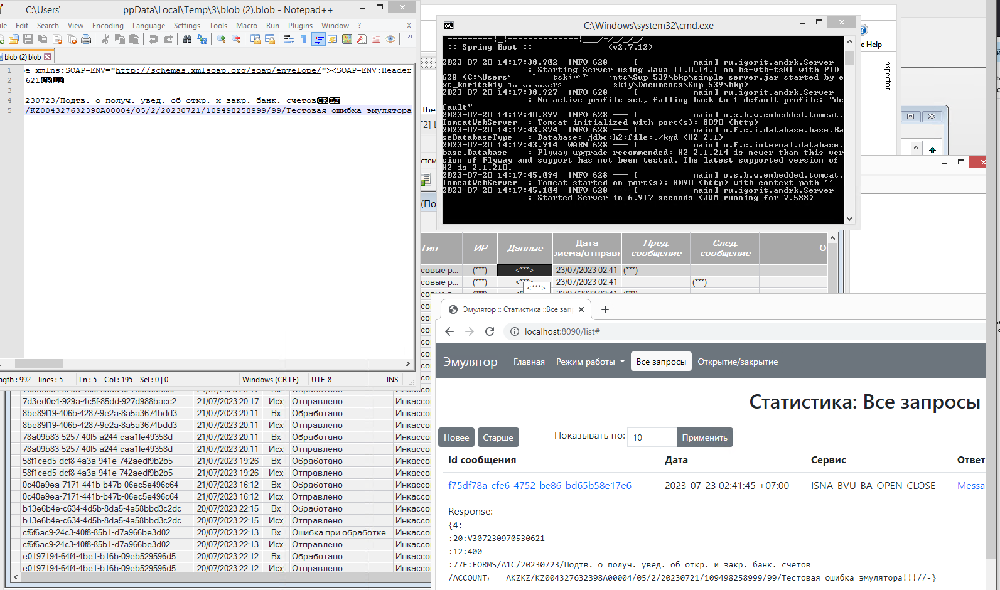 C:\Users'
ppData\Local\Temp\3\blob (2).blob - Notepad++
Edit Search View Encoding Language Settings Tools Macro Run Plugins Window ? X
blob (2).blob
1 e xmlns:SOAP-ENV="http://schemas.xmlsoap.org/soap/envelope/"><SOAP-ENV:Header
2 621CRLF
3
4 230723/Подтв. о получ. увед. об откр. и закр. банк. счетовCRLF
5 /KZ004327632398A00004/05/2/20230721/109498258999/99/Тестовая ошибка эмулятора
ngth : 992 lines : 5 Ln : 5 Col : 195 Sel : 0 | 0 Windows (CR LF) UTF-8 INS
C:\Windows\system32\cmd.exe
:: Spring Boot :: (v2.7.12)
2023-07-20 14:17:38.902 INFO 628 --- [ main] ru.igorit.andrk.Server
: Starting Server using Java 11.0.14.1 on bs-vtb-ts01 with PID
628 (C:\Users\ tskiy\D nts\Sup 539\bkp\simple-server.jar started by e
xt_koritskiy in C:\Users skiy\Documents\Sup 539\bkp)
2023-07-20 14:17:38.927 INFO 628 --- [ main] ru.igorit.andrk.Server
: No active profile set, falling back to 1 default profile: "de
fault"
2023-07-20 14:17:40.897 INFO 628 --- [ main] o.s.b.w.embedded.tomcat.
TomcatWebServer : Tomcat initialized with port(s): 8090 (http)
2023-07-20 14:17:43.874 INFO 628 --- [ main] o.f.c.i.database.base.Ba
seDatabaseType : Database: jdbc:h2:file:./kgd (H2 2.1)
2023-07-20 14:17:43.914 WARN 628 --- [ main] o.f.c.internal.database.
base.Database : Flyway upgrade recommended: H2 2.1.214 is newer than this ver
sion of Flyway and support has not been tested. The latest supported version of
H2 is 2.1.210.
2023-07-20 14:17:45.094 INFO 628 --- [ main] o.s.b.w.embedded.tomcat.
TomcatWebServer : Tomcat started on port(s): 8090 (http) with context path ''
2023-07-20 14:17:45.104 INFO 628 --- [ main] ru.igorit.andrk.Server
: Started Server in 6.917 seconds (JVM running for 7.588)
e Help
Inspector
the
T2] L
стем
(По
Тип ИР Данные Дата риема/отправ Пред. сообщение След. сообщение О
совые р... (***) <***> 23/07/2023 02:41 (***)
совые р... (***) <***> 23/07/2023 02:41 (***)
<***>
Эмулятор :: Статистика ::Все зап
localhost:8090/list#
Эмулятор Главная Режим работы Все запросы Открытие/закрытие
Статистика: Все запросы
Новее Старше Показывать по: 10 Применить
Id сообщения Дата Сервис Ответ
f75df78a-cfe6-4752-be86-bd65b58e17e6 2023-07-23 02:41:45 +07:00 ISNA_BVU_BA_OPEN_CLOSE Messa
Response:
{4:
:20:V307230970530621
:12:400
:77E:FORMS/A1C/20230723/Подтв. о получ. увед. об откр. и закр. банк. счетов
/ACCOUNT/ AKZKZ/KZ004327632398A00004/05/2/20230721/109498258999/99/Тестовая ошибка эмулятора!!!//-}
7d3ed0c4-929a-4c5f-85dd-927d988bacc2 21/07/2023 20:17 Исх Отправлено Инкассо
8be89f19-406b-4287-9e2a-8a5a3674bdd3 21/07/2023 20:11 Вх Обработано Инкассо
8be89f19-406b-4287-9e2a-8a5a3674bdd3 21/07/2023 20:11 Исх Отправлено Инкассо
78a09b83-5257-40f5-a244-caa1fe49358d 21/07/2023 20:11 Вх Обработано Инкассо
78a09b83-5257-40f5-a244-caa1fe49358d 21/07/2023 20:11 Исх Отправлено Инкассо
58f1ced5-dcf8-4a3a-941e-742aedf9b2b5 21/07/2023 19:26 Вх Обработано Инкассо
58f1ced5-dcf8-4a3a-941e-742aedf9b2b5 21/07/2023 19:26 Исх Отправлено Инкассо
0c40e9ea-7171-441b-b47b-06ec5e496c64 21/07/2023 16:12 Вх Обработано Инкассо
0c40e9ea-7171-441b-b47b-06ec5e496c64 21/07/2023 16:12 Исх Отправлено Инкассо
b13e6b4e-c634-4d5b-8da5-4a58bbd3c2dc 20/07/2023 22:15 Вх Обработано Инкассо
b13e6b4e-c634-4d5b-8da5-4a58bbd3c2dc 20/07/2023 22:15 Исх Отправлено Инкассо
cf6f6ac9-24c3-40f8-85b1-d7a966be3d02 20/07/2023 22:13 Вх Ошибка при обработке Инкассо
cf6f6ac9-24c3-40f8-85b1-d7a966be3d02 20/07/2023 22:13 Исх Отправлено Инкассо
e0197194-64f4-4be1-b16b-09eb529596d5 20/07/2023 22:12 Вх Обработано Инкассо
e0197194-64f4-4be1-b16b-09eb529596d5 20/07/2023 22:12 Исх Отправлено Инкассо